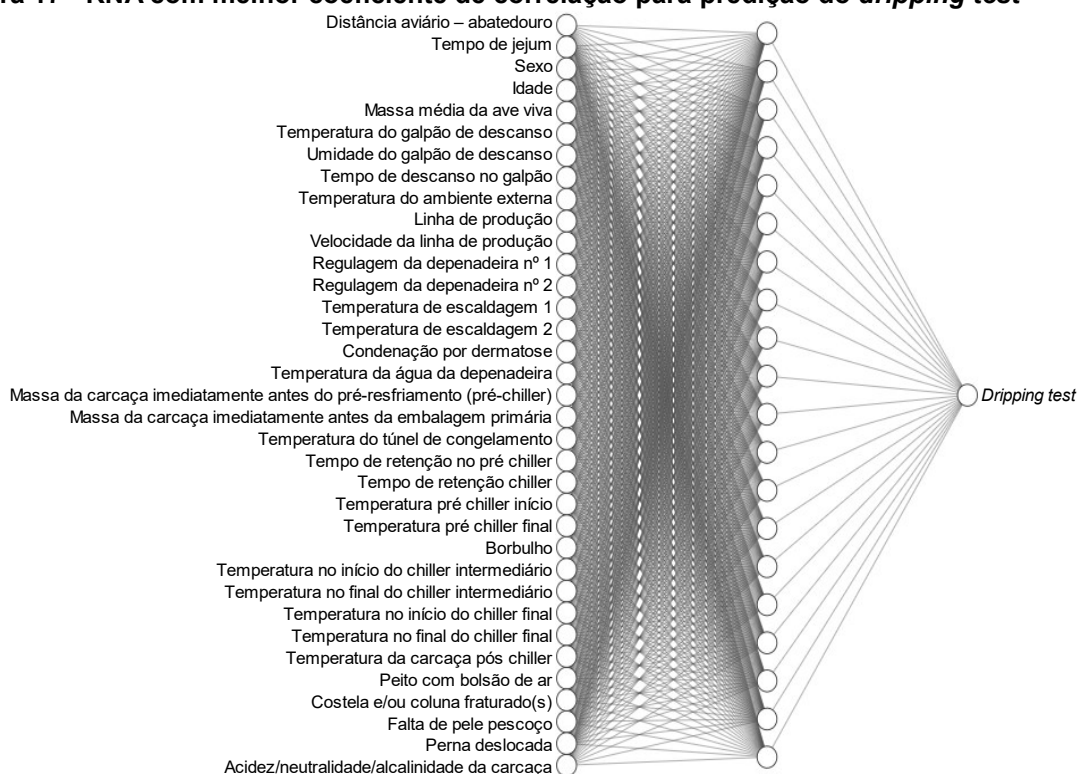 ra 17 - RNA com melhor coeficiente de correlação para predição do dripping test
Distância aviário – abatedouro
Tempo de jejum
Sexo
Idade
Massa média da ave viva
Temperatura do galpão de descanso
Umidade do galpão de descanso
Tempo de descanso no galpão
Temperatura do ambiente externa
Linha de produção
Velocidade da linha de produção
Regulagem da depenadeira nº 1
Regulagem da depenadeira nº 2
Temperatura de escaldagem 1
Temperatura de escaldagem 2
Condenação por dermatose
Temperatura da água da depenadeira
Massa da carcaça imediatamente antes do pré-resfriamento (pré-chiller)
Dripping test
Massa da carcaça imediatamente antes da embalagem primária
Temperatura do túnel de congelamento
Tempo de retenção no pré chiller
Tempo de retenção chiller
Temperatura pré chiller início
Temperatura pré chiller final
Borbulho
Temperatura no início do chiller intermediário
Temperatura no final do chiller intermediário
Temperatura no início do chiller final
Temperatura no final do chiller final
Temperatura da carcaça pós chiller
Peito com bolsão de ar
Costela e/ou coluna fraturado(s)
Falta de pele pescoço
Perna deslocada
Acidez/neutralidade/alcalinidade da carcaça